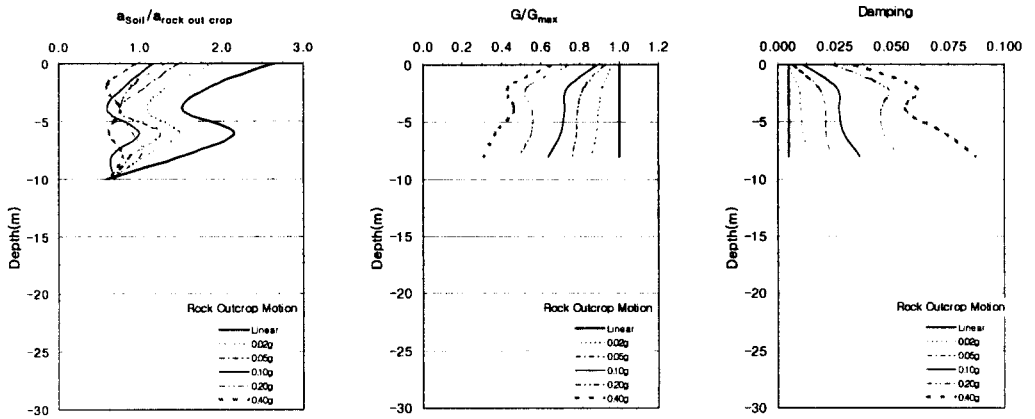 a Soil / a rock out crop
0.0 1.0 2.0 3.0
0
-5
-10
-15
-20
-25
-30
Depth(m)
Rock Outcrop Motion
Linear
0.02g
0.05g
0.10g
0.20g
0.40g
G/G max
0.0 0.2 0.4 0.6 0.8 1.0 1.2
0
-5
-10
-15
-20
-25
-30
Depth(m)
Rock Outcrop Motion
Linear
0.02g
0.05g
0.10g
0.20g
0.40g
Damping
0.000 0.025 0.050 0.075 0.100
0
-5
-10
-15
-20
-25
-30
Depth(m)
Rock Outcrop Motion
Linear
0.02g
0.05g
0.10g
0.20g
0.40g